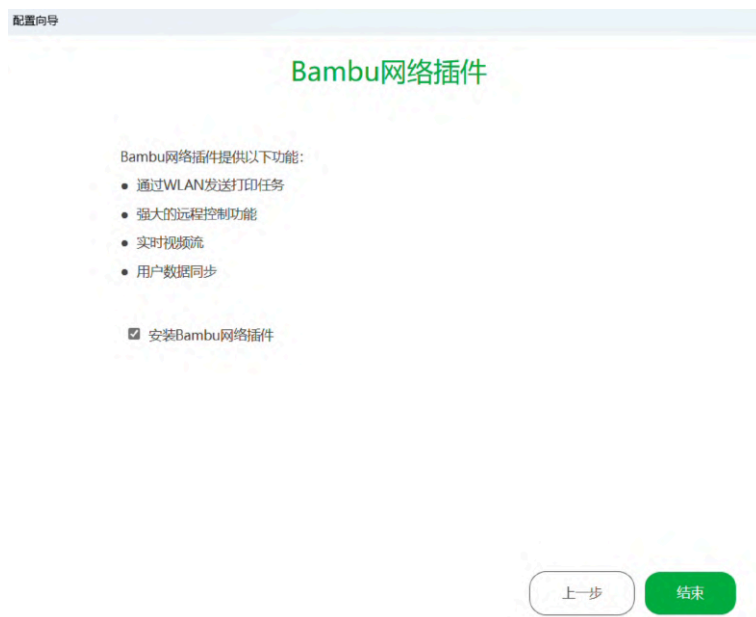 配置向导
Bambu网络插件
Bambu网络插件提供以下功能:
● 通过WLAN发送打印任务
● 强大的远程控制功能
● 实时视频流
● 用户数据同步
安装Bambu网络插件
上一步
结束